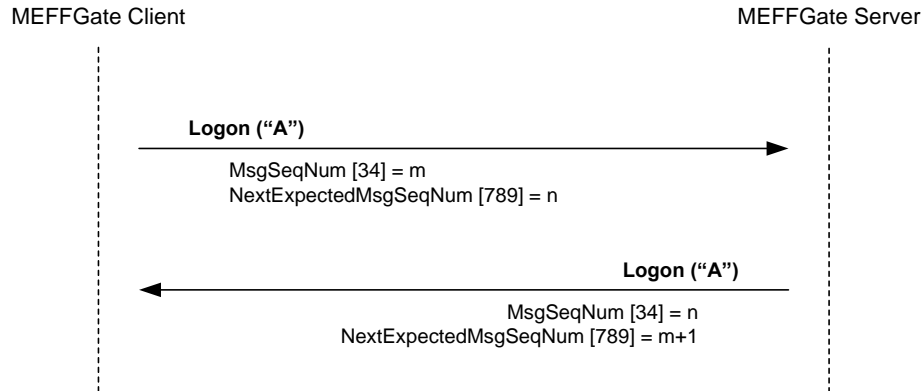 MEFFGate Client
MEFFGate Server
Logon (“A”)
MsgSeqNum [34] = m
NextExpectedMsgSeqNum [789] = n
Logon (“A”)
MsgSeqNum [34] = n
NextExpectedMsgSeqNum [789] = m+1